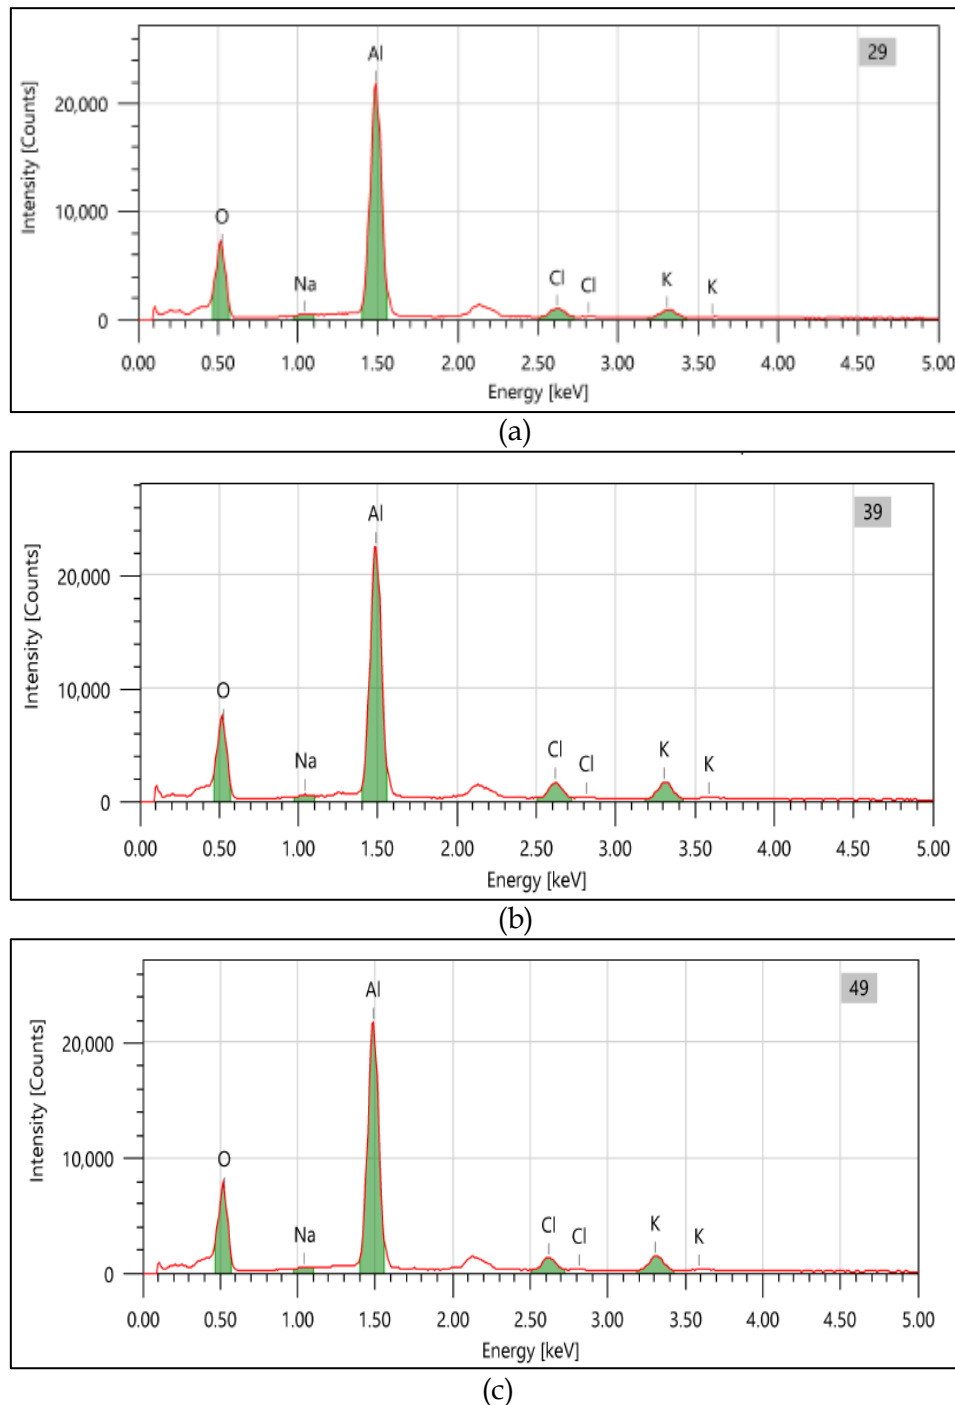 29
Al
20,000
O
10,000
Na
Cl
Cl
K
K
0
0.00 0.50 1.00 1.50 2.00 2.50 3.00 3.50 4.00 4.50 5.00
Energy [keV]
Intensity [Counts]
(a)
39
Al
20,000
O
10,000
Na
Cl
Cl
K
K
0
0.00 0.50 1.00 1.50 2.00 2.50 3.00 3.50 4.00 4.50 5.00
Energy [keV]
Intensity [Counts]
(b)
49
Al
20,000
O
10,000
Na
Cl
Cl
K
K
0
0.00 0.50 1.00 1.50 2.00 2.50 3.00 3.50 4.00 4.50 5.00
Energy [keV]
Intensity [Counts]
(c)